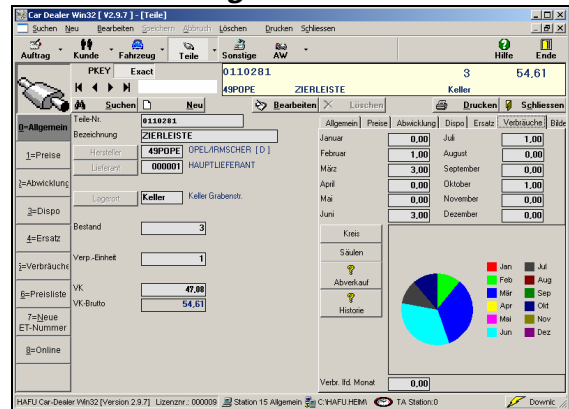 Car Dealer Win32 [ V2.9.7 ] - [Teile]
Suchen Neu Bearbeiten Speichern Abbruch Löschen Drucken Schliessen
Auftrag Kunde Fahrzeug Teile Sonstige AW Hilfe Ende
PKEY Exact 0110281 3 54,61
49POPE ZIERLEISTE Keller
Suchen Neu Bearbeiten Löschen Drucken Schliessen
0=Allgemein
1=Preise
2=Abwicklung
3=Dispo
4=Ersatz
5=Verbräuche
6=Preisliste
7=Neue
ET-Nummer
8=Online
Teile-Nr. 0110281
Bezeichnung ZIERLEISTE
Hersteller 49POPE OPEL/IRMSCHER [ D ]
Lieferant 000001 HAUPTLIEFERANT
Lagerort Keller Keller Grabenstr.
Bestand 3
Verp.-Einheit 1
VK 47,08
VK-Brutto 54,61
Allgemein Preise Abwicklung Dispo Ersatz Verbräuche Bilde
Januar 0,00 Juli 1,00
Februar 1,00 August 0,00
März 3,00 September 0,00
April 0,00 Oktober 1,00
Mai 0,00 November 0,00
Juni 3,00 Dezember 0,00
Kreis
Säulen
?
Abverkauf
?
Historie
Jan Jul
Feb Aug
Mär Sep
Apr Okt
Mai Nov
Jun Dez
Verbr. lfd. Monat 0,00
HAFU Car-Dealer Win32 [Version 2.9.7] Lizenznr.: 000009 Station 15 Allgemein C:\HAFU.HEIM\ TA Station:0 Downlc